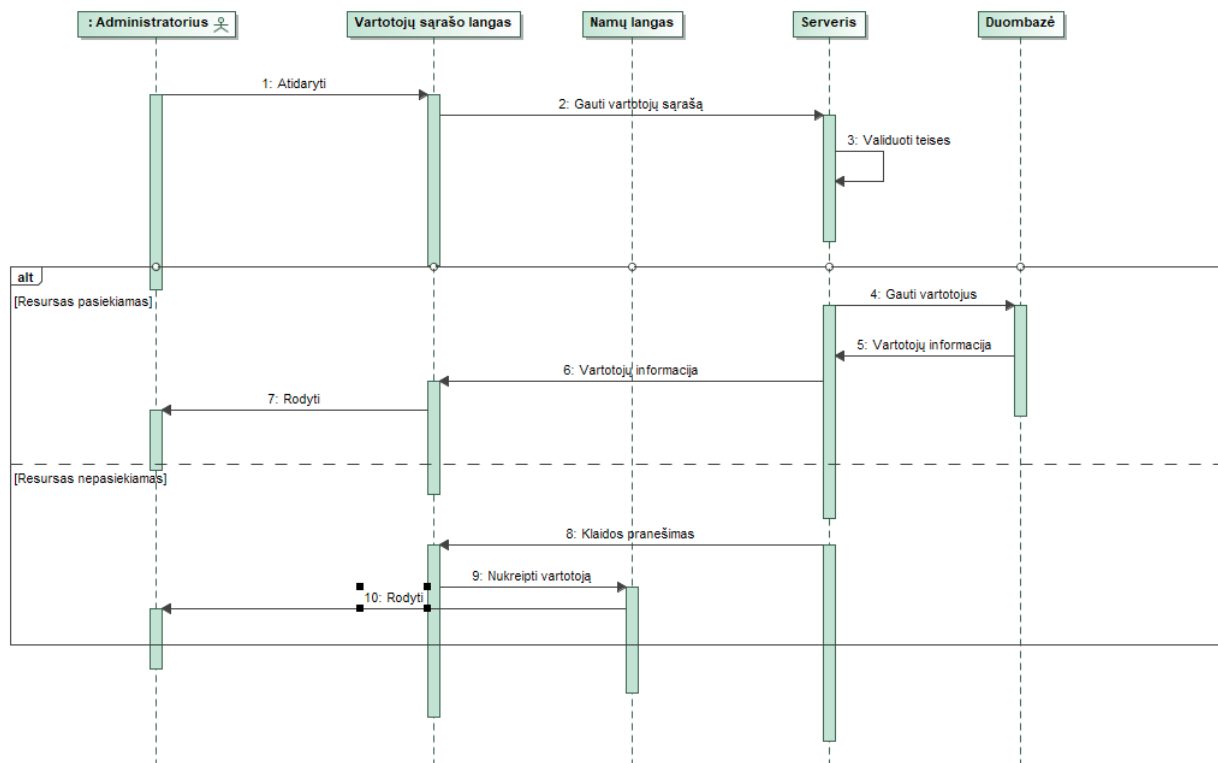 : Administratorius
Vartotojų sąrašo langas
Namų langas
Serveris
Duombazė
1: Atidaryti
2: Gauti vartotojų sąrašą
3: Validuoti teises
alt
[Resursas pasiekiamas]
4: Gauti vartotojus
5: Vartotojų informacija
6: Vartotojų informacija
7: Rodyti
[Resursas nepasiekiamas]
8: Klaidos pranešimas
9: Nukreipti vartotoją
10: Rodyti